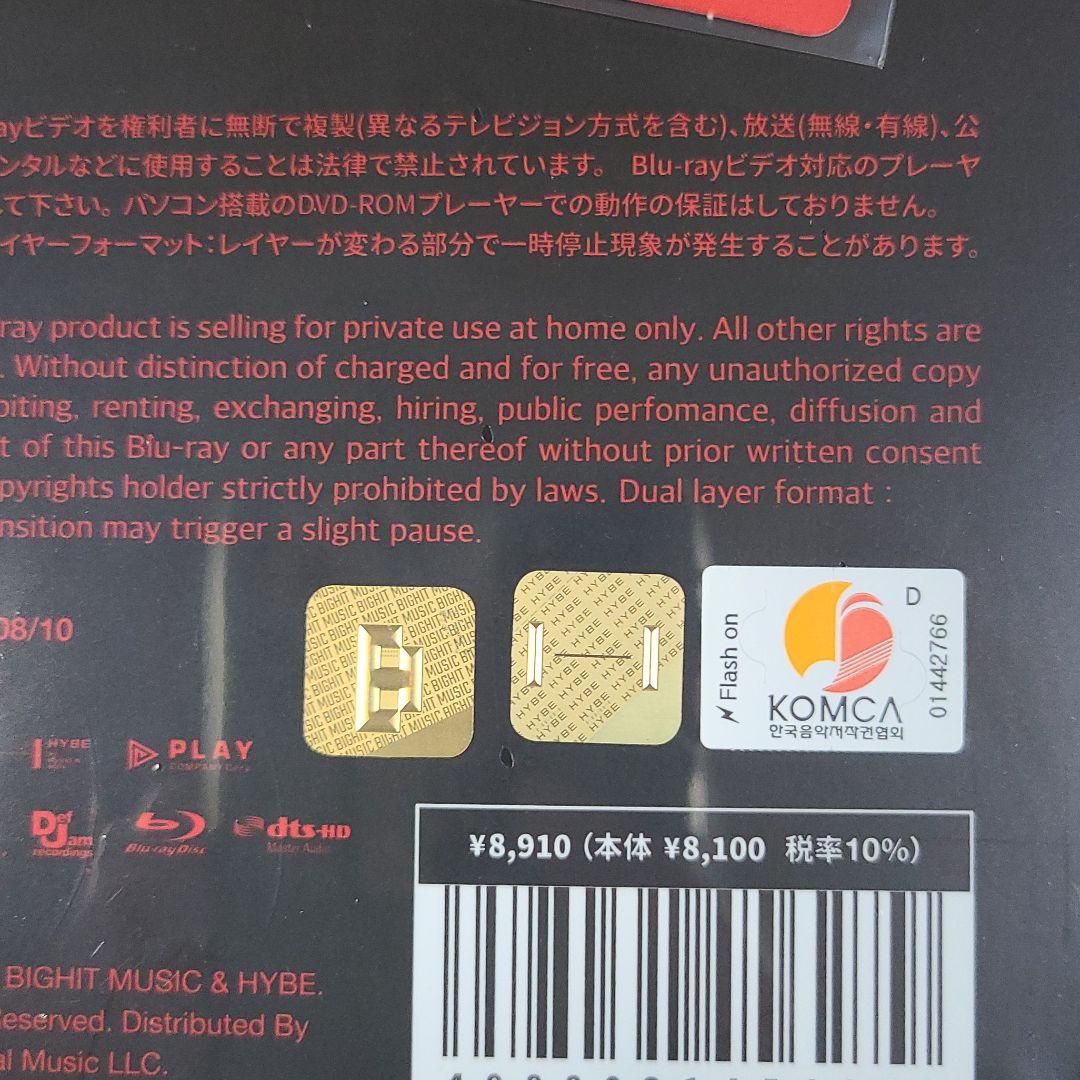 ayビデオを権利者に無断で複製(異なるテレビジョン方式を含む)、放送(無線・有線)、公
ンタルなどに使用することは法律で禁止されています。 Blu-rayビデオ対応のプレーヤ
て下さい。パソコン搭載のDVD-ROMプレーヤーでの動作の保証はしておりません。
イヤーフォーマット:レイヤーが変わる部分で一時停止現象が発生することがあります。
ray product is selling for private use at home only. All other rights are
. Without distinction of charged and for free, any unauthorized copy
biting, renting, exchanging, hiring, public perfomance, diffusion and
t of this Blu-ray or any part thereof without prior written consent
opyrights holder strictly prohibited by laws. Dual layer format :
nsition may trigger a slight pause.
08/10
BIGHIT MUSIC
HYBE
Flash on
D
01442766
KOMCA
안국음악저작권협회
HYBE
PLAY
COMPANY Corp.
Def Jam
recordings
Blu-ray Disc
dts-HD
Master Audio
¥8,910 (本体 ¥8,100 税率10%)
BIGHIT MUSIC & HYBE.
Reserved. Distributed By
al Music LLC.